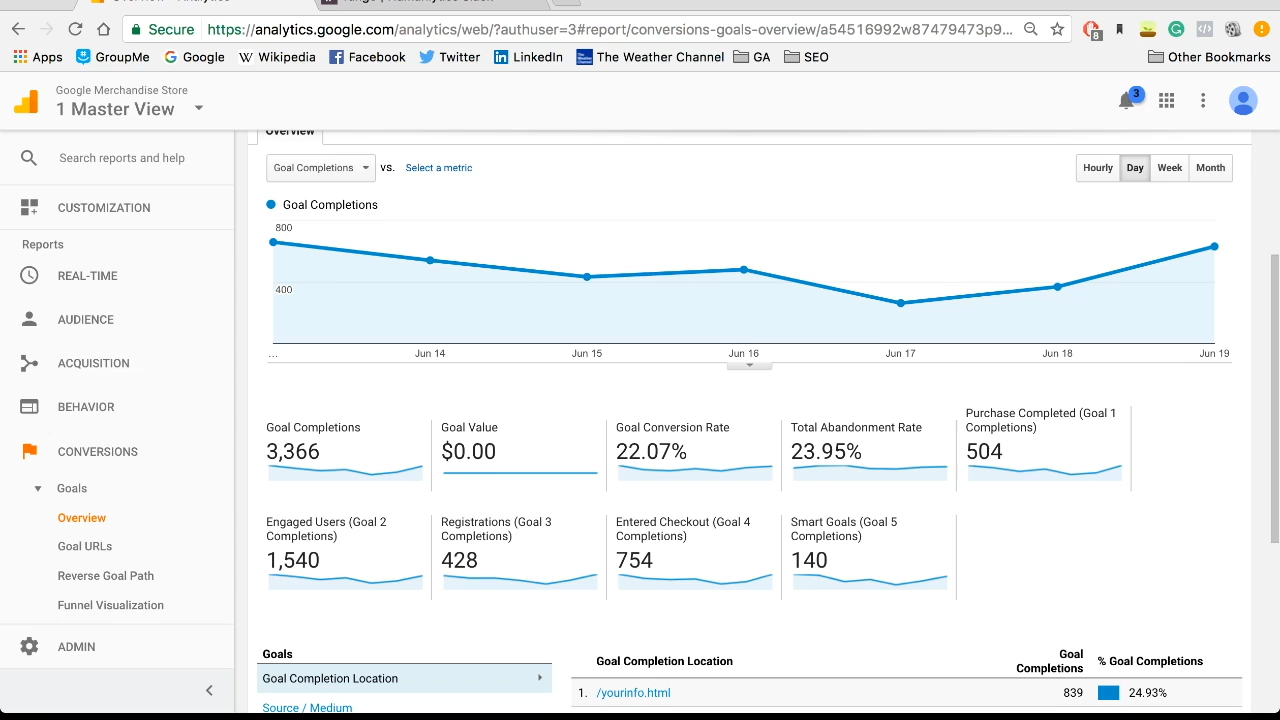 Secure https://analytics.google.com/analytics/web/?authuser=3#report/conversions-goals-overview/a54516992w87479473p9...
8
Apps GroupMe Google Wikipedia Facebook Twitter LinkedIn The Weather Channel GA SEO Other Bookmarks
Google Merchandise Store
1 Master View
3
Overview
Search reports and help
Goal Completions vs. Select a metric
Hourly Day Week Month
CUSTOMIZATION
Goal Completions
Reports
800
REAL-TIME
400
AUDIENCE
... Jun 14 Jun 15 Jun 16 Jun 17 Jun 18 Jun 19
ACQUISITION
BEHAVIOR
CONVERSIONS
Goals
Overview
Goal URLs
Reverse Goal Path
Funnel Visualization
ADMIN
Goal Completions
3,366
Goal Value
$0.00
Goal Conversion Rate
22.07%
Total Abandonment Rate
23.95%
Purchase Completed (Goal 1
Completions)
504
Engaged Users (Goal 2
Completions)
1,540
Registrations (Goal 3
Completions)
428
Entered Checkout (Goal 4
Completions)
754
Smart Goals (Goal 5
Completions)
140
Goals
Goal Completion Location
Source / Medium
Goal Completion Location
Goal
Completions
% Goal Completions
1. /yourinfo.html 839 24.93%